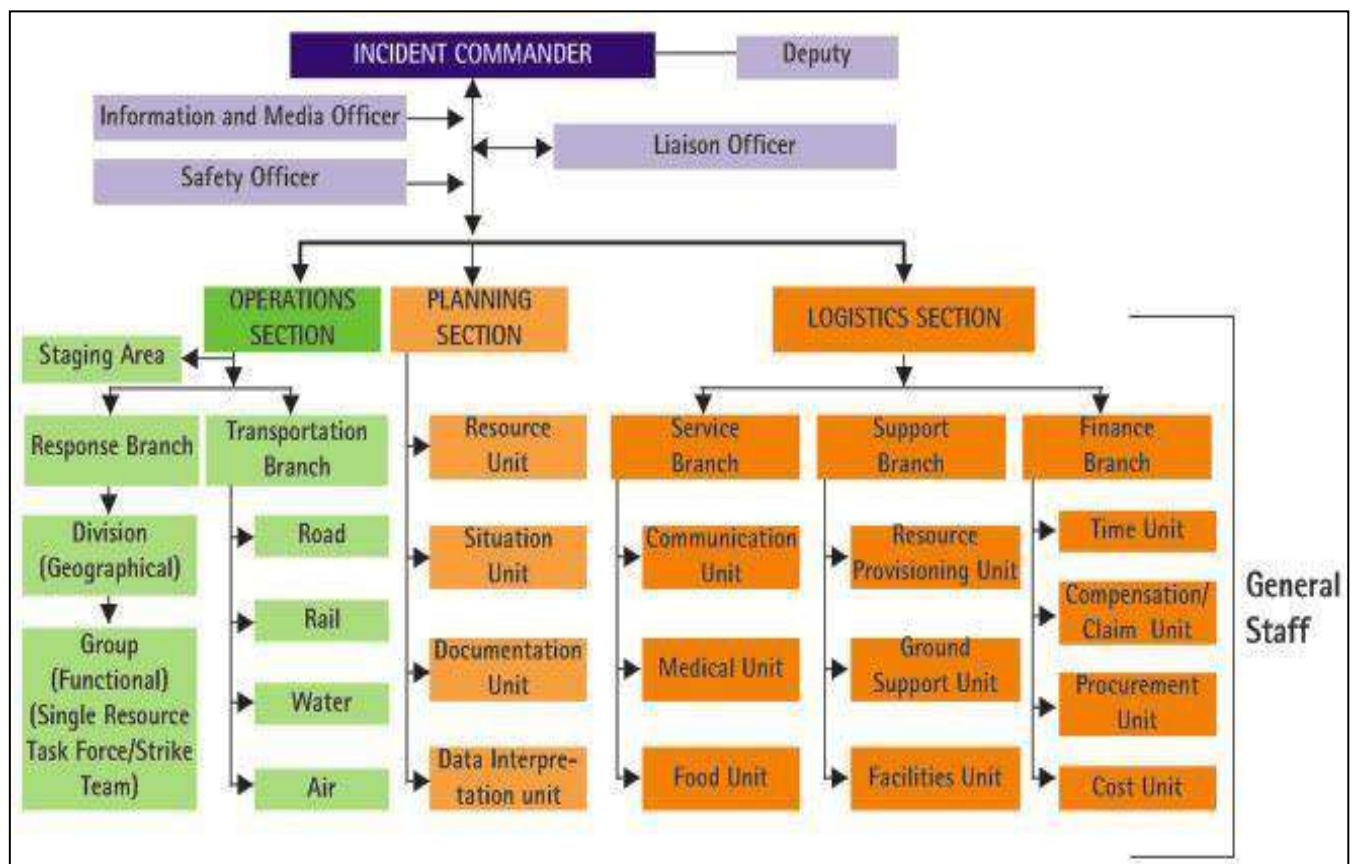 INCIDENT COMMANDER
Deputy
Information and Media Officer
Liaison Officer
Safety Officer
OPERATIONS
SECTION
PLANNING
SECTION
LOGISTICS SECTION
Staging Area
Response Branch
Transportation
Branch
Resource
Unit
Service
Branch
Support
Branch
Finance
Branch
Division
(Geographical)
Road
Situation
Unit
Communication
Unit
Resource
Provisioning Unit
Time Unit
General
Staff
Group
(Functional)
(Single Resource
Task Force/Strike
Team)
Rail
Documentation
Unit
Medical Unit
Ground
Support Unit
Compensation/
Claim Unit
Water
Procurement
Unit
Air
Data Interpre-
tation unit
Food Unit
Facilities Unit
Cost Unit